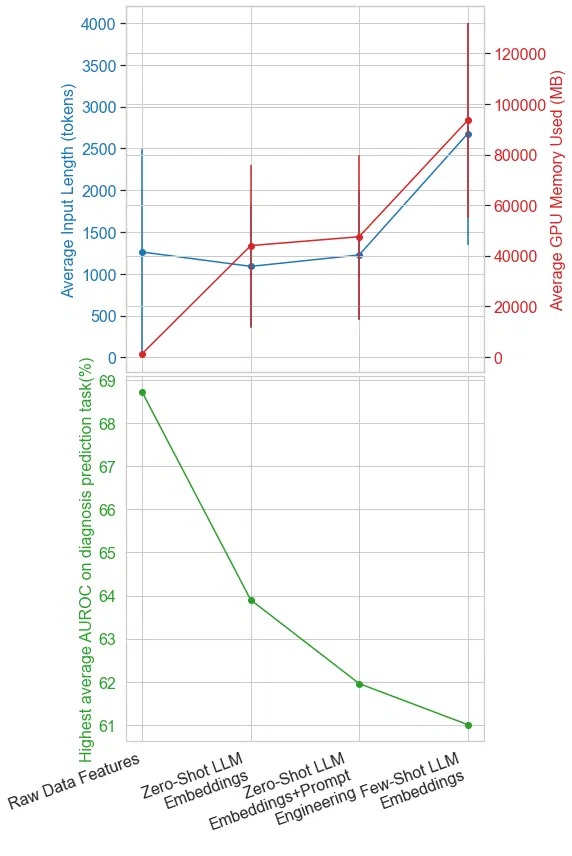 4000
3500
3000
2500
2000
1500
1000
500
0
Average Input Length (tokens)
120000
100000
80000
60000
40000
20000
0
Average GPU Memory Used (MB)
69
68
67
66
65
64
63
62
61
Highest average AUROC on diagnosis prediction task(%)
Raw Data Features
Zero-Shot LLM
Embeddings
Zero-Shot LLM
Embeddings+Prompt
Engineering
Few-Shot LLM
Embeddings